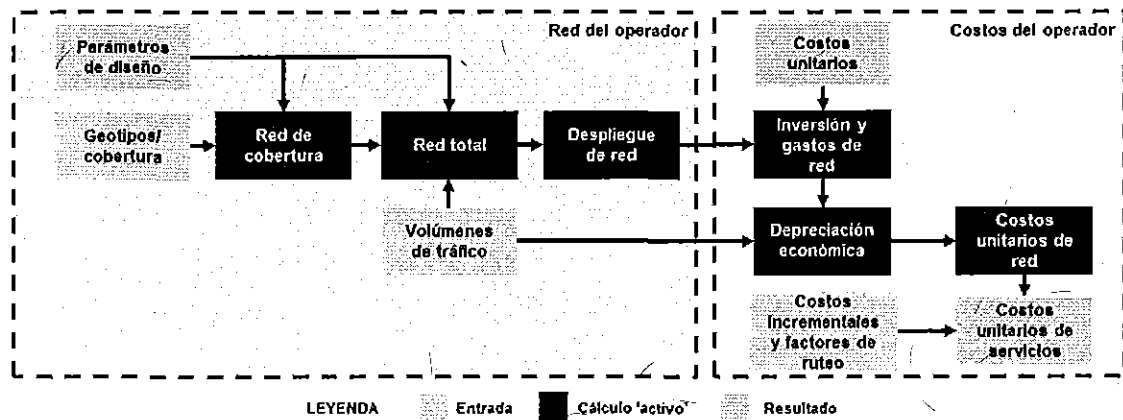 Red del operador
Parámetros
de diseño
Geotipos/
cobertura
Red de
cobertura
Red total
Despliegue
de red
Volúmenes
de tráfico
Costos del operador
Costos
unitarios
Inversión y
gastos de
red
Depreciación
económica
Costos
unitarios de
red
Costos
incrementales
y factores de
ruteo
Costos
unitarios de
servicios
LEYENDA
Entrada
Cálculo 'activo'
Resultado